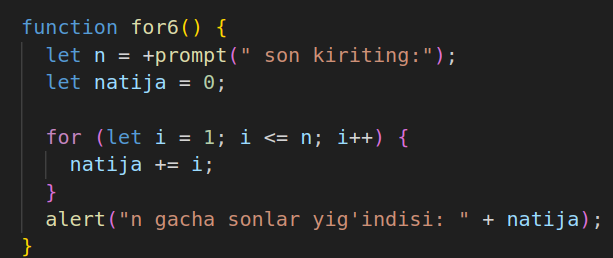 function for6() {
let n = +prompt(" son kiriting:");
let natija = 0;
for (let i = 1; i <= n; i++) {
natija += i;
}
alert("n gacha sonlar yig'indisi: " + natija);
}